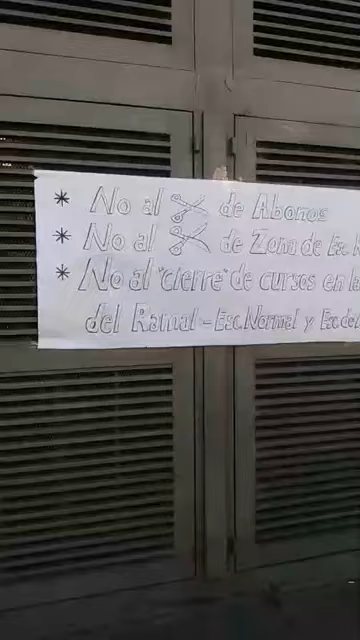 * No al ✂ de Abonos
* No al ✂ de Zona de Esc
* No al "cierre" de cursos en la
del Ramal - Esc. Normal y Esc. de